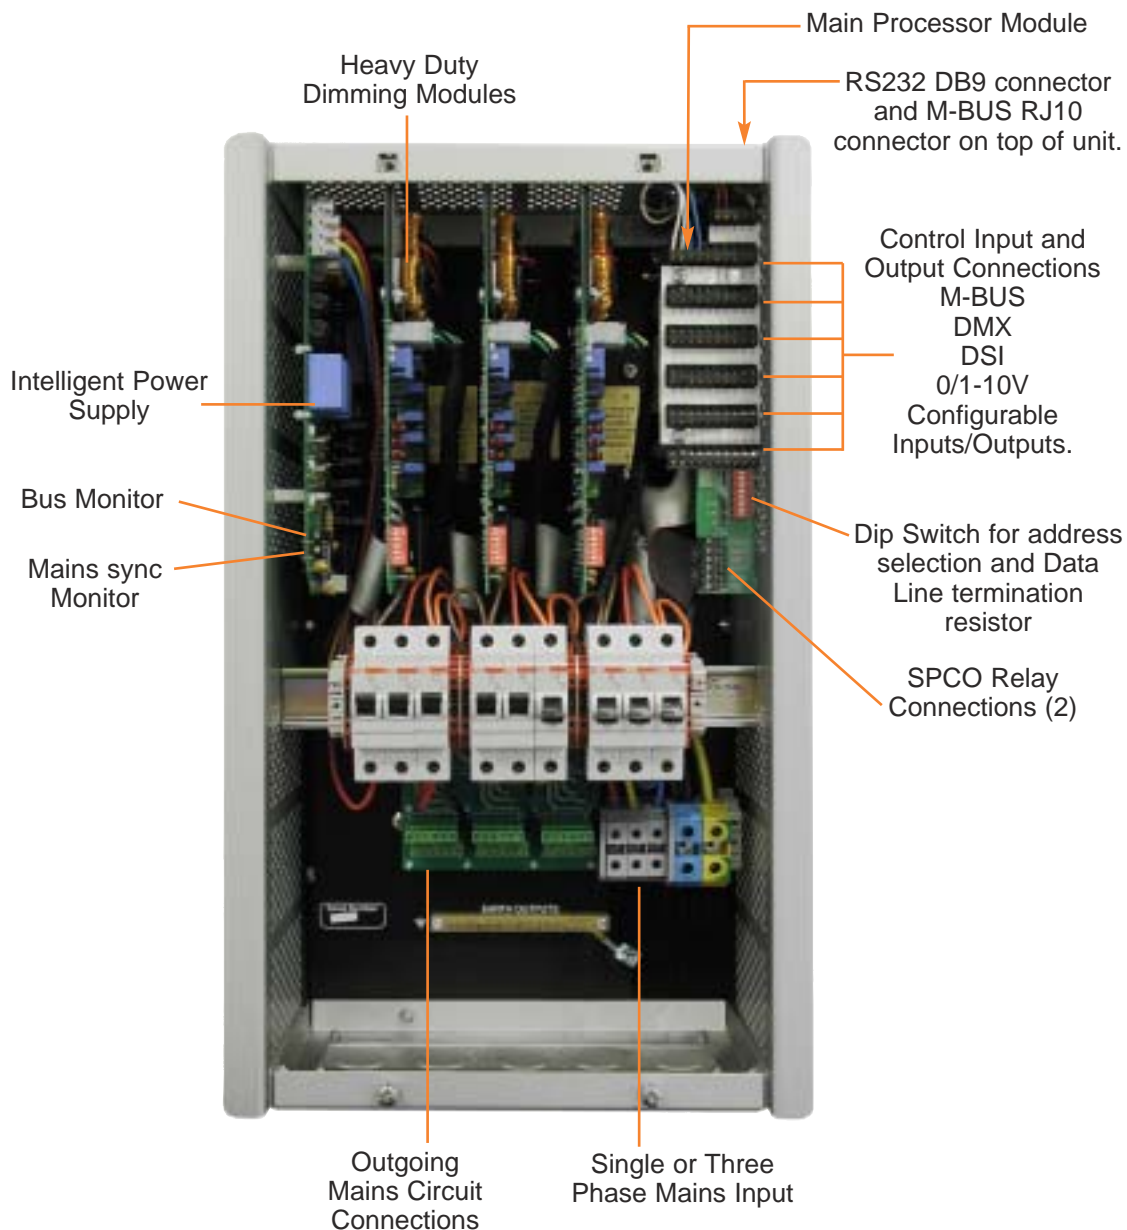 Main Processor Module
Heavy Duty
Dimming Modules
RS232 DB9 connector
and M-BUS RJ10
connector on top of unit.
Control Input and
Output Connections
M-BUS
DMX
DSI
0/1-10V
Configurable
Inputs/Outputs.
Intelligent Power
Supply
Bus Monitor
Mains sync
Monitor
Dip Switch for address
selection and Data
Line termination
resistor
SPCO Relay
Connections (2)
EARTH OUTPUTS
Outgoing
Mains Circuit
Connections
Single or Three
Phase Mains Input